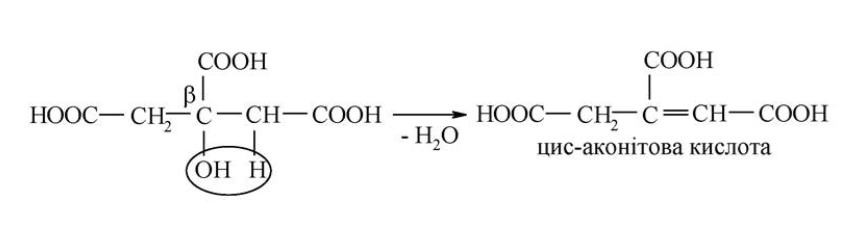 COOH
β
HOOC—CH₂—C—CH—COOH
OH H
- H₂O
COOH
HOOC—CH₂—C=CH—COOH
цис-аконітова кислота